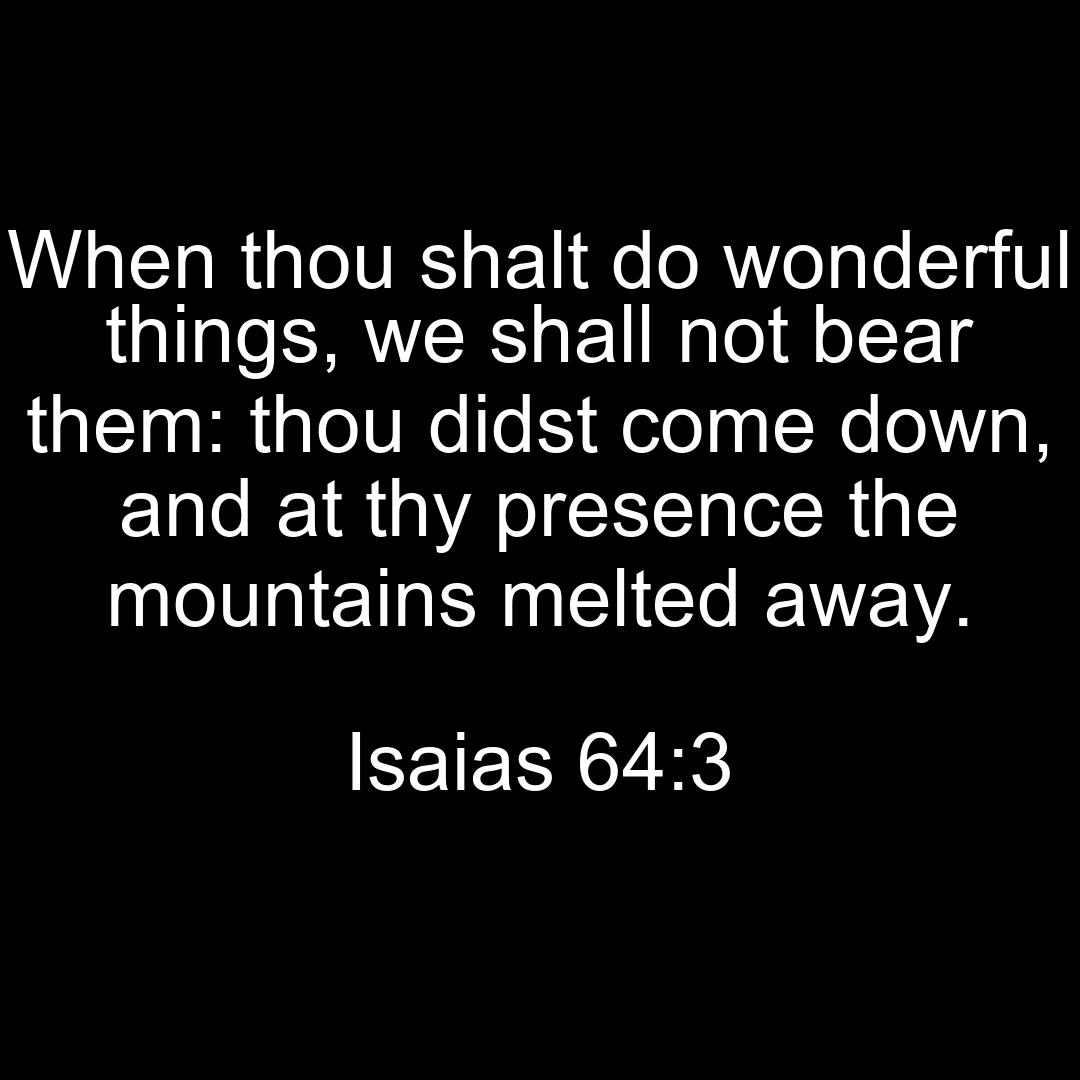 When thou shalt do wonderful
things, we shall not bear
them: thou didst come down,
and at thy presence the
mountains melted away.
Isaias 64:3